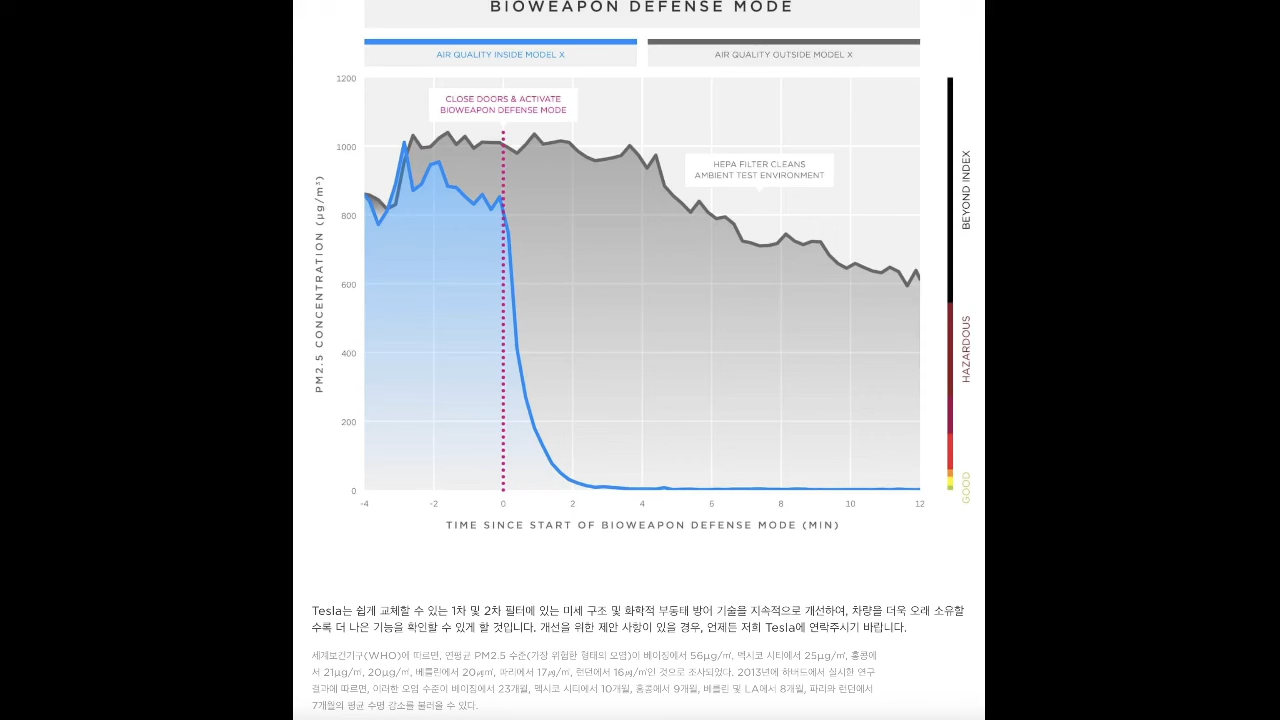 BIOWEAPON DEFENSE MODE
AIR QUALITY INSIDE MODEL X
AIR QUALITY OUTSIDE MODEL X
1200
1000
800
600
400
200
0
PM2.5 CONCENTRATION (μg/m³)
CLOSE DOORS & ACTIVATE
BIOWEAPON DEFENSE MODE
HEPA FILTER CLEANS
AMBIENT TEST ENVIRONMENT
BEYOND INDEX
HAZARDOUS
GOOD
-4 -2 0 2 4 6 8 10 12
TIME SINCE START OF BIOWEAPON DEFENSE MODE (MIN)
Tesla는 쉽게 교체할 수 있는 1차 및 2차 필터에 있는 미세 구조 및 화학적 부동태 방어 기술을 지속적으로 개선하여, 차량을 더욱 오래 소유할
수록 더 나은 기능을 확인할 수 있게 할 것입니다. 개선을 위한 제안 사항이 있을 경우, 언제든 저희 Tesla에 연락주시기 바랍니다.
세계보건기구(WHO)에 따르면, 연평균 PM2.5 수준(가장 위험한 형태의 오염)이 베이징에서 56μg/㎥, 멕시코 시티에서 25μg/㎥, 홍콩에
서 21μg/㎥, 20μg/㎥, 베를린에서 20㎍㎥, 파리에서 17㎍/㎥, 런던에서 16㎍/㎥인 것으로 조사되었다. 2013년에 하버드에서 실시한 연구
결과에 따르면, 이러한 오염 수준이 베이징에서 23개월, 멕시코 시티에서 10개월, 홍콩에서 9개월, 베를린 및 LA에서 8개월, 파리와 런던에서
7개월의 평균 수명 감소를 불러올 수 있다.